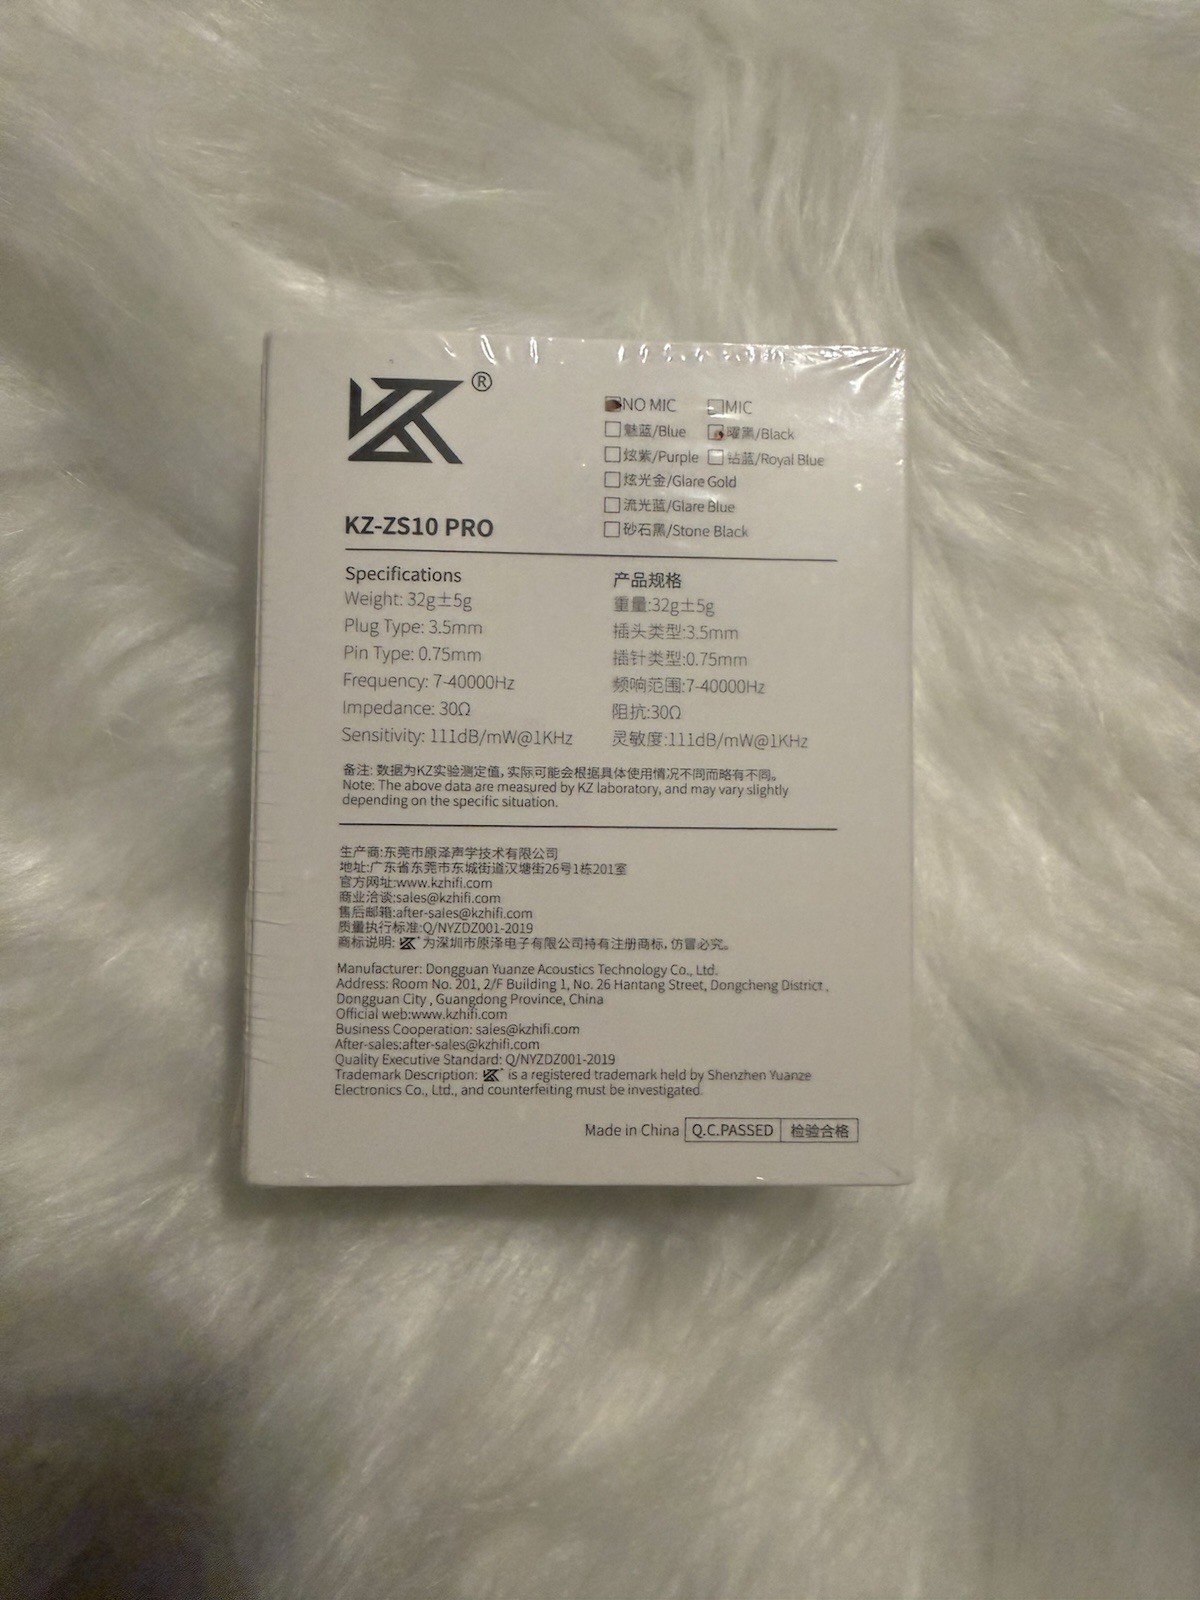 KZ®
NO MIC MIC
魅蓝/Blue 曜黑/Black
炫紫/Purple 钻蓝/Royal Blue
炫光金/Glare Gold
流光蓝/Glare Blue
砂石黑/Stone Black
KZ-ZS10 PRO
Specifications
Weight: 32g±5g
Plug Type: 3.5mm
Pin Type: 0.75mm
Frequency: 7-40000Hz
Impedance: 30Ω
Sensitivity: 111dB/mW@1KHz
产品规格
重量:32g±5g
插头类型:3.5mm
插针类型:0.75mm
频响范围:7-40000Hz
阻抗:30Ω
灵敏度:111dB/mW@1KHz
备注: 数据为KZ实验测定值, 实际可能会根据具体使用情况不同而略有不同。
Note: The above data are measured by KZ laboratory, and may vary slightly
depending on the specific situation.
生产商:东莞市原泽声学技术有限公司
地址:广东省东莞市东城街道汉塘街26号1栋201室
官方网址:www.kzhifi.com
商业洽谈:sales@kzhifi.com
售后邮箱:after-sales@kzhifi.com
质量执行标准:Q/NYZDZ001-2019
商标说明: KZ 为深圳市原泽电子有限公司持有注册商标, 仿冒必究。
Manufacturer: Dongguan Yuanze Acoustics Technology Co., Ltd.
Address: Room No. 201, 2/F Building 1, No. 26 Hantang Street, Dongcheng District ,
Dongguan City , Guangdong Province, China
Official web:www.kzhifi.com
Business Cooperation: sales@kzhifi.com
After-sales:after-sales@kzhifi.com
Quality Executive Standard: Q/NYZDZ001-2019
Trademark Description: KZ is a registered trademark held by Shenzhen Yuanze
Electronics Co., Ltd., and counterfeiting must be investigated.
Made in China Q.C.PASSED 检验合格